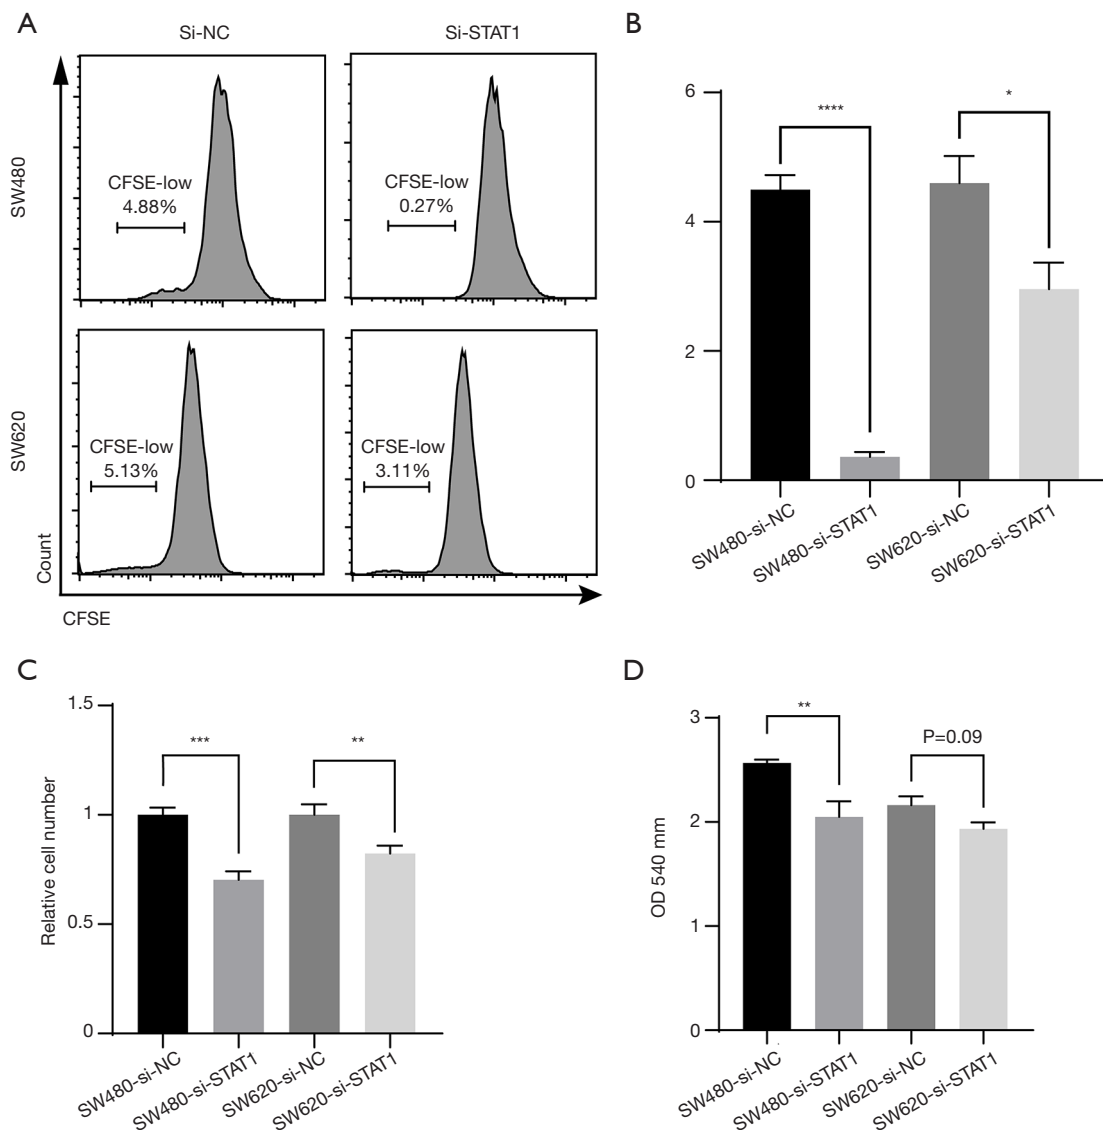 A
Si-NC
Si-STAT1
SW480
CFSE-low
4.88%
CFSE-low
0.27%
SW620
CFSE-low
5.13%
CFSE-low
3.11%
Count
CFSE
B
6
4
2
0
****
*
SW480-si-NC
SW480-si-STAT1
SW620-si-NC
SW620-si-STAT1
C
Relative cell number
1.5
1
0.5
0
***
**
SW480-si-NC
SW480-si-STAT1
SW620-si-NC
SW620-si-STAT1
D
OD 540 mm
3
2
1
0
**
P=0.09
SW480-si-NC
SW480-si-STAT1
SW620-si-NC
SW620-si-STAT1